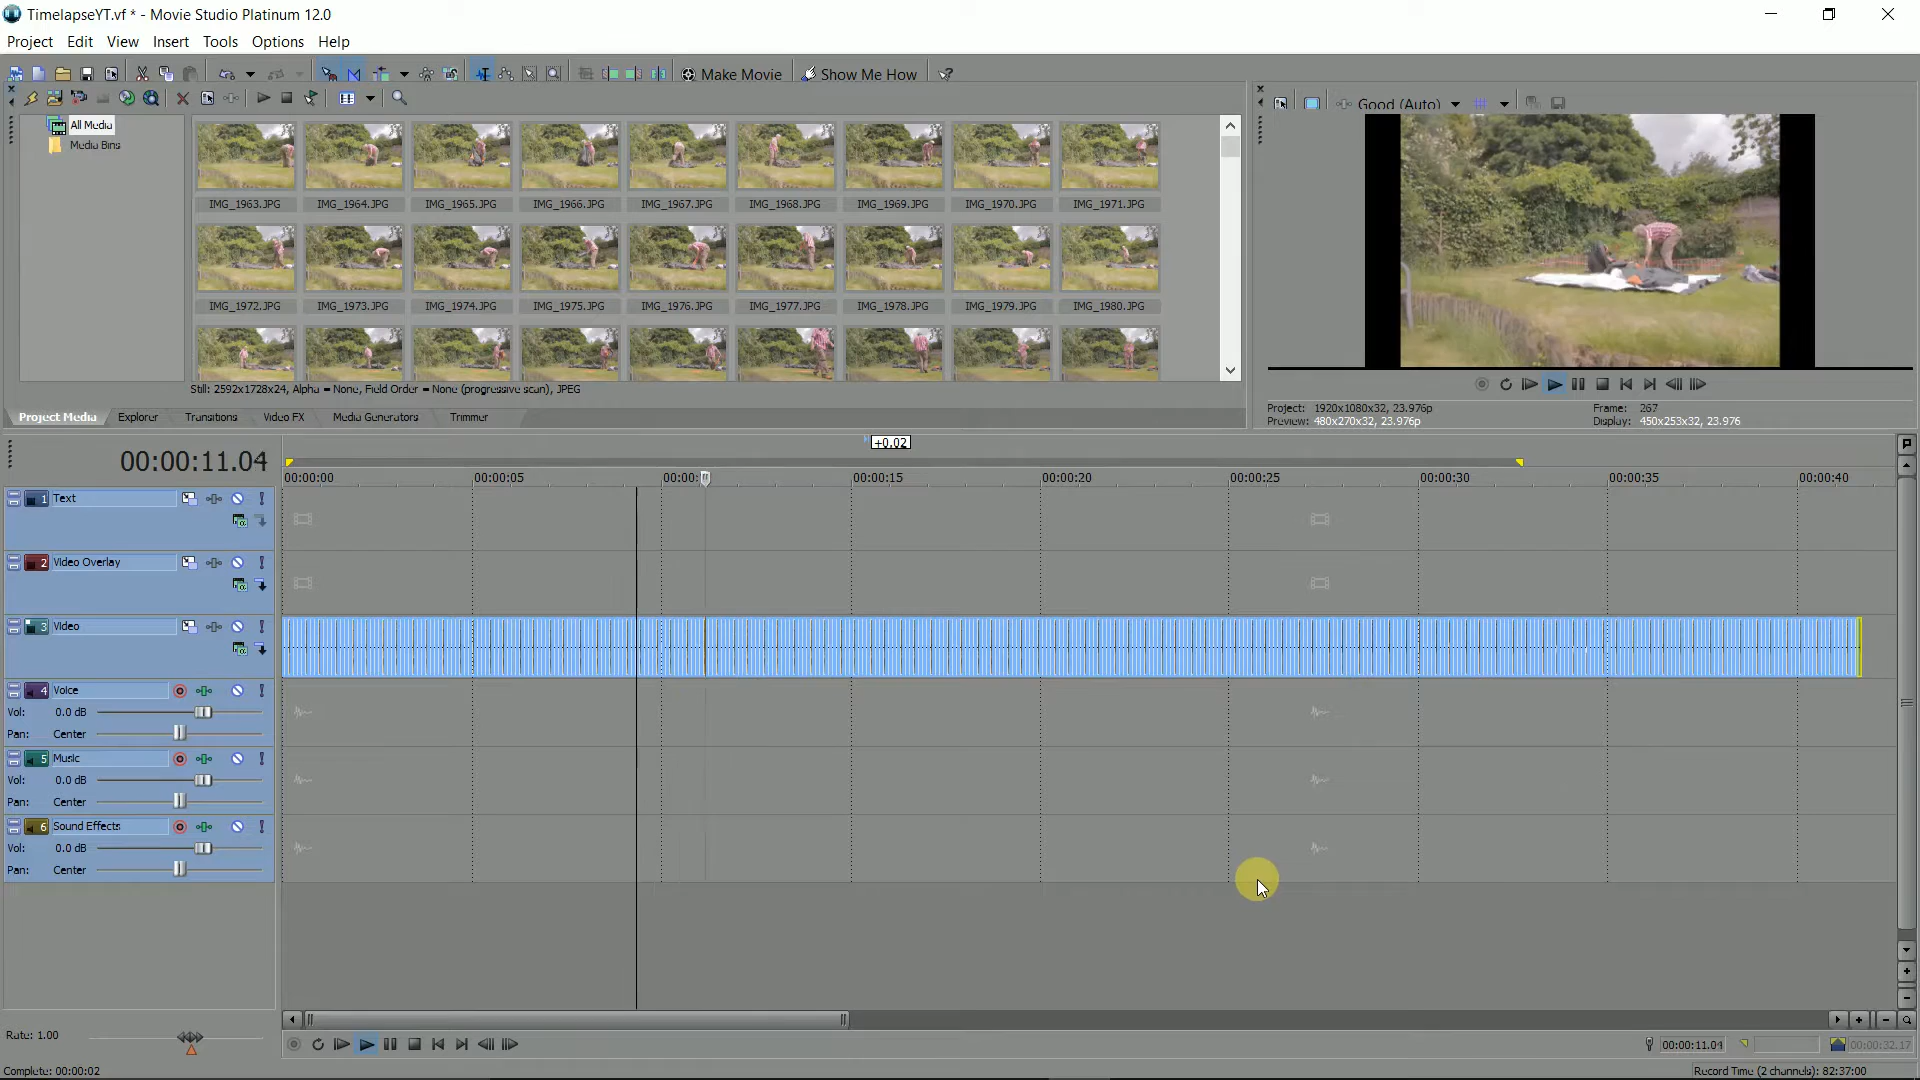 TimelapseYT.vf * - Movie Studio Platinum 12.0
Project Edit View Insert Tools Options Help
Make Movie Show Me How
Good (Auto)
All Media
Media Bins
IMG_1963.JPG IMG_1964.JPG IMG_1965.JPG IMG_1966.JPG IMG_1967.JPG IMG_1968.JPG IMG_1969.JPG IMG_1970.JPG IMG_1971.JPG
IMG_1972.JPG IMG_1973.JPG IMG_1974.JPG IMG_1975.JPG IMG_1976.JPG IMG_1977.JPG IMG_1978.JPG IMG_1979.JPG IMG_1980.JPG
Still: 2592x1728x24, Alpha = None, Field Order = None (progressive scan), JPEG
Project Media Explorer Transitions Video FX Media Generators Trimmer
Project: 1920x1080x32, 23.976p Frame: 267
Preview: 480x270x32, 23.976p Display: 450x253x32, 23.976
+0.02
00:00:11.04
00:00:00 00:00:05 00:00: 00:00:15 00:00:20 00:00:25 00:00:30 00:00:35 00:00:40
1 Text
2 Video Overlay
3 Video
4 Voice
Vol: 0.0 dB
Pan: Center
5 Music
Vol: 0.0 dB
Pan: Center
6 Sound Effects
Vol: 0.0 dB
Pan: Center
Rate: 1.00
00:00:11.04 00:00:32.17
Complete: 00:00:02 Record Time (2 channels): 82:37:00